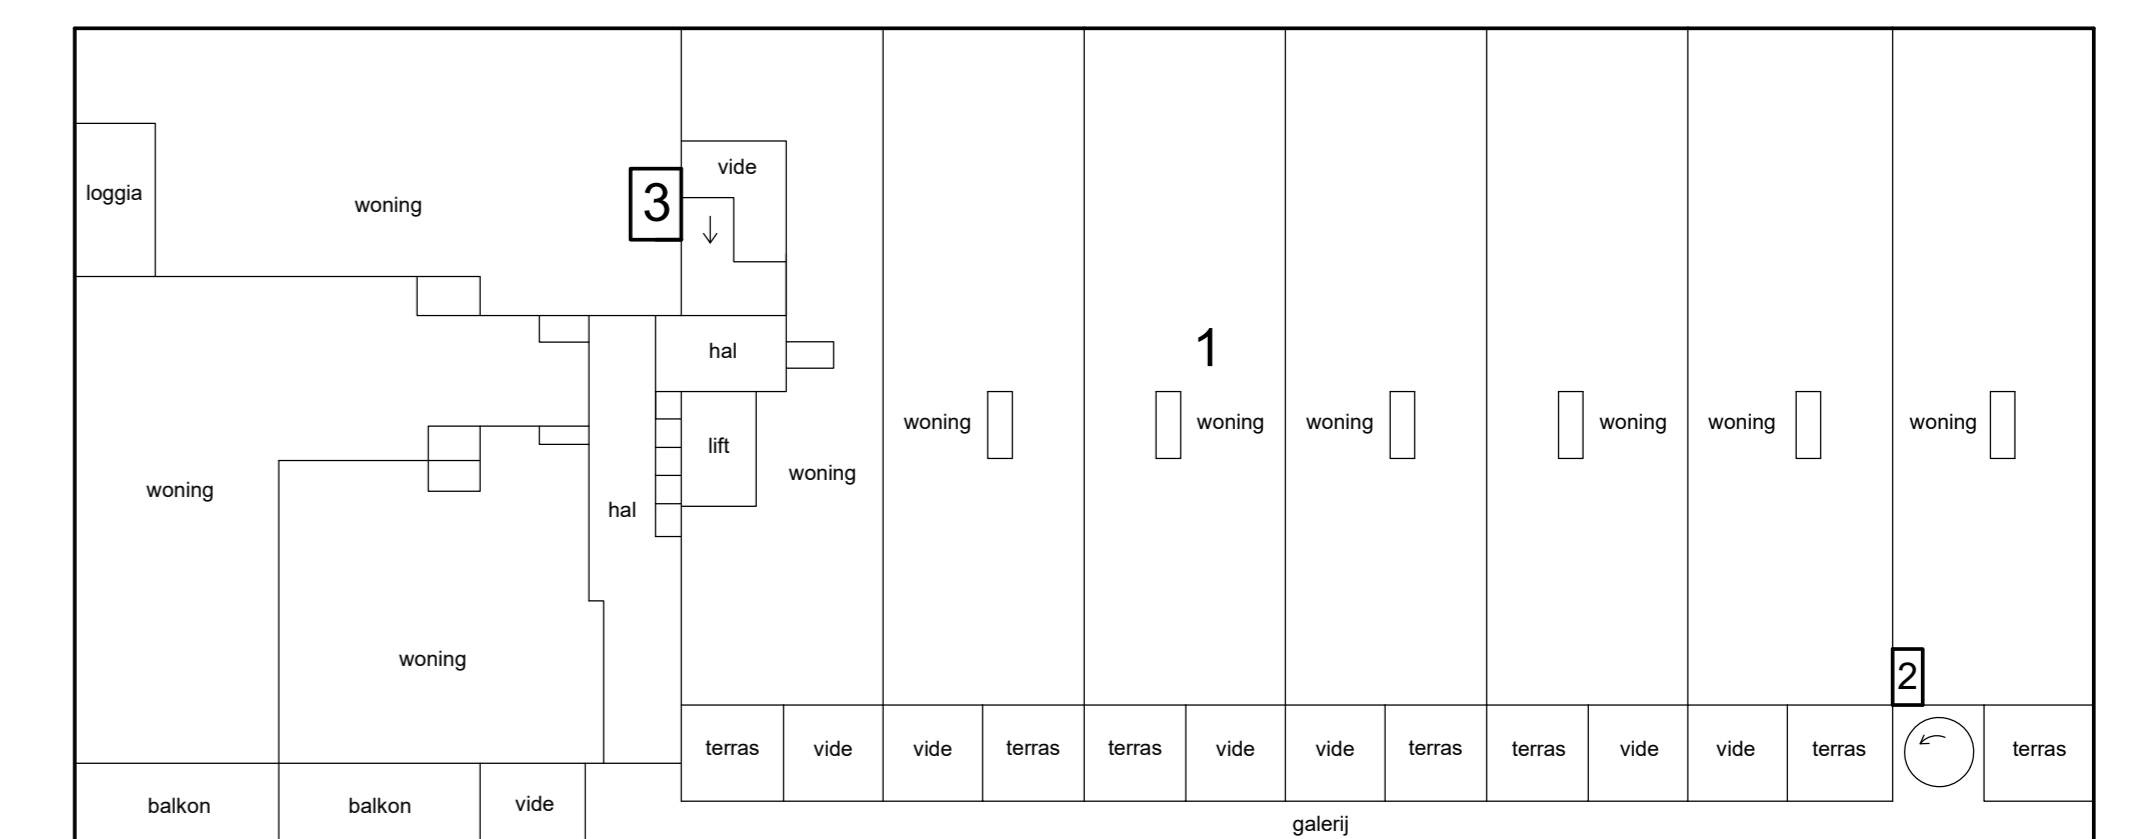 vide
loggia
woning
3
1
hal
woning
woning
woning
woning
woning
woning
lift
woning
woning
hal
woning
2
terras
vide
vide
terras
terras
vide
vide
terras
terras
vide
vide
terras
terras
balkon
balkon
vide
galerij